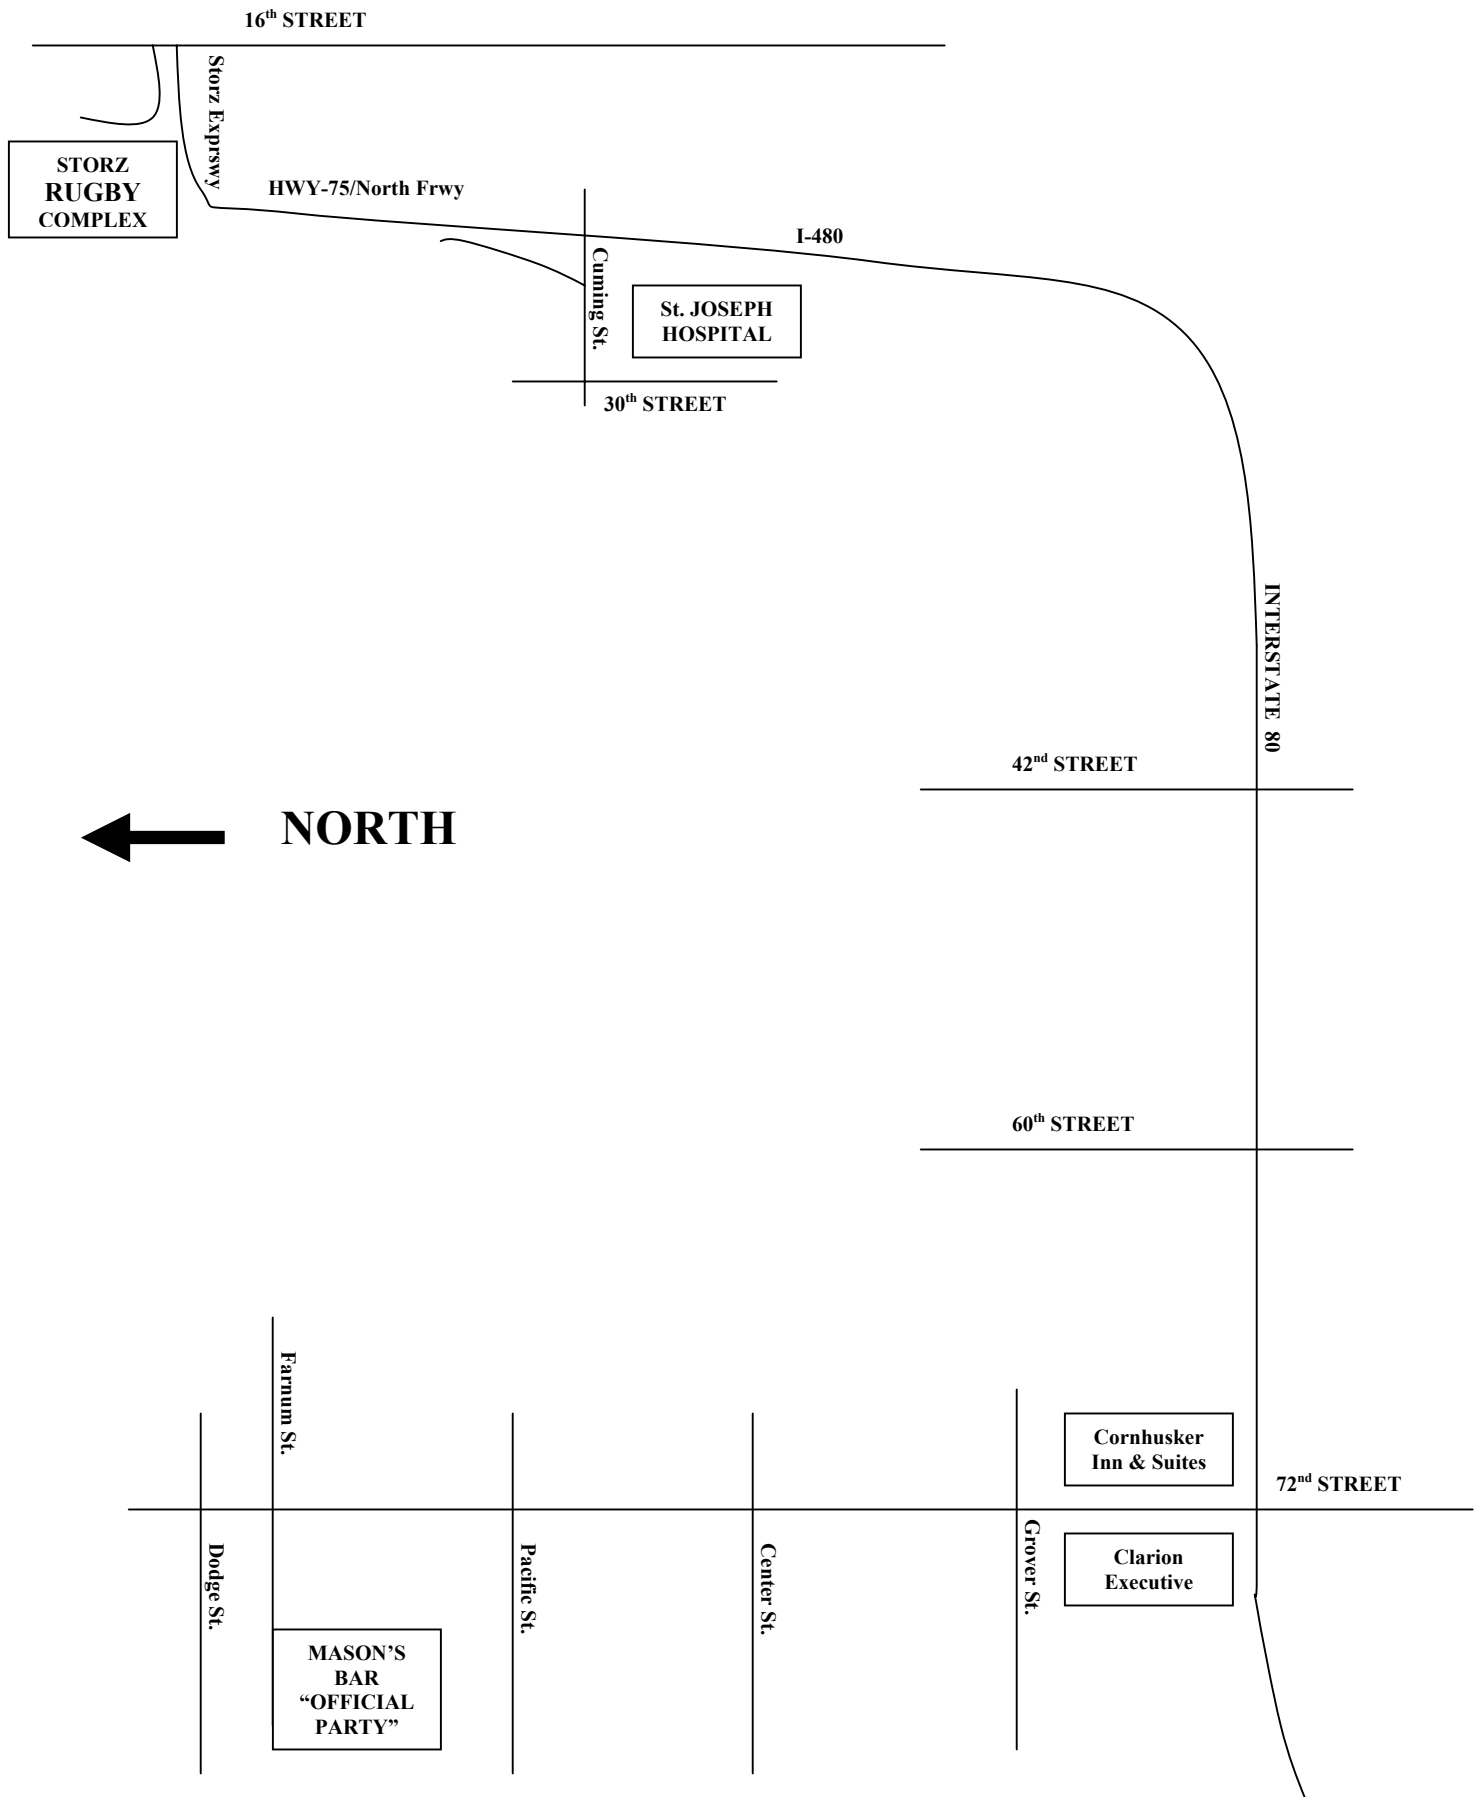 16th STREET
Storz Exprswy
STORZ
RUGBY
COMPLEX
HWY-75/North Frwy
I-480
Cuming St.
St. JOSEPH
HOSPITAL
30th STREET
INTERSTATE 80
42nd STREET
NORTH
60th STREET
Farnum St.
Cornhusker
Inn & Suites
72nd STREET
Dodge St.
Pacific St.
Center St.
Grover St.
Clarion
Executive
MASON’S
BAR
“OFFICIAL
PARTY”